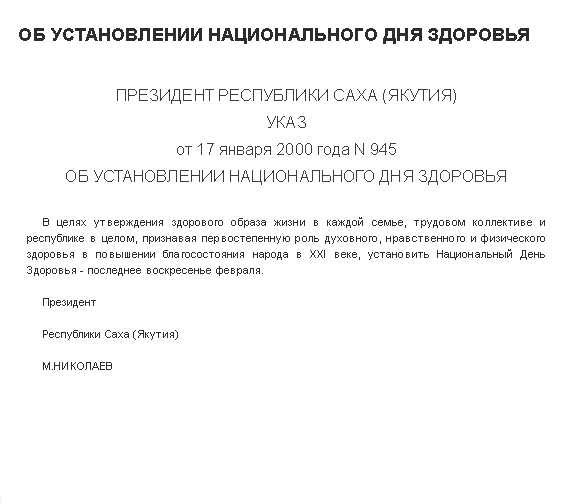 ОБ УСТАНОВЛЕНИИ НАЦИОНАЛЬНОГО ДНЯ ЗДОРОВЬЯ
ПРЕЗИДЕНТ РЕСПУБЛИКИ САХА (ЯКУТИЯ)
УКАЗ
от 17 января 2000 года N 945
ОБ УСТАНОВЛЕНИИ НАЦИОНАЛЬНОГО ДНЯ ЗДОРОВЬЯ
В целях утверждения здорового образа жизни в каждой семье, трудовом коллективе и
республике в целом, признавая первостепенную роль духовного, нравственного и физического
здоровья в повышении благосостояния народа в XXI веке, установить Национальный День
Здоровья - последнее воскресенье февраля.
Президент
Республики Саха (Якутия)
М.НИКОЛАЕВ